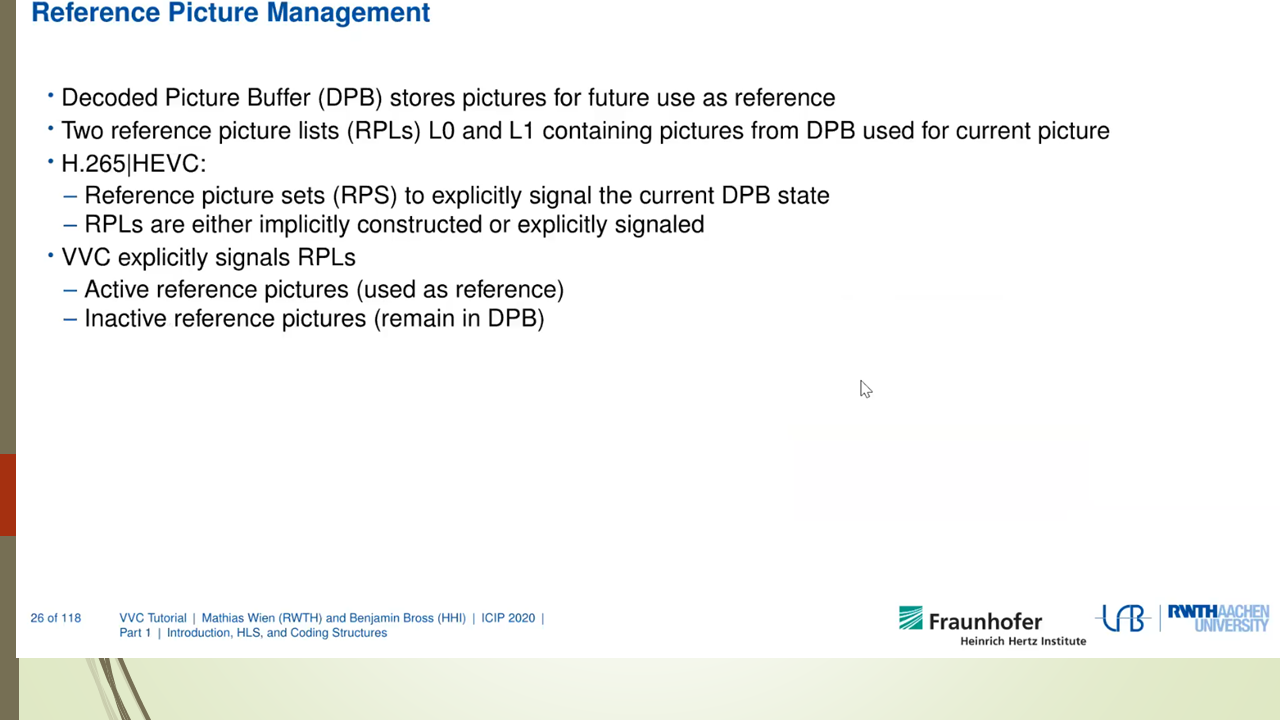 Reference Picture Management
• Decoded Picture Buffer (DPB) stores pictures for future use as reference
• Two reference picture lists (RPLs) L0 and L1 containing pictures from DPB used for current picture
• H.265|HEVC:
– Reference picture sets (RPS) to explicitly signal the current DPB state
– RPLs are either implicitly constructed or explicitly signaled
• VVC explicitly signals RPLs
– Active reference pictures (used as reference)
– Inactive reference pictures (remain in DPB)
26 of 118
VVC Tutorial | Mathias Wien (RWTH) and Benjamin Bross (HHI) | ICIP 2020 |
Part 1 | Introduction, HLS, and Coding Structures
Fraunhofer
Heinrich Hertz Institute
RWTHAACHEN
UNIVERSITY